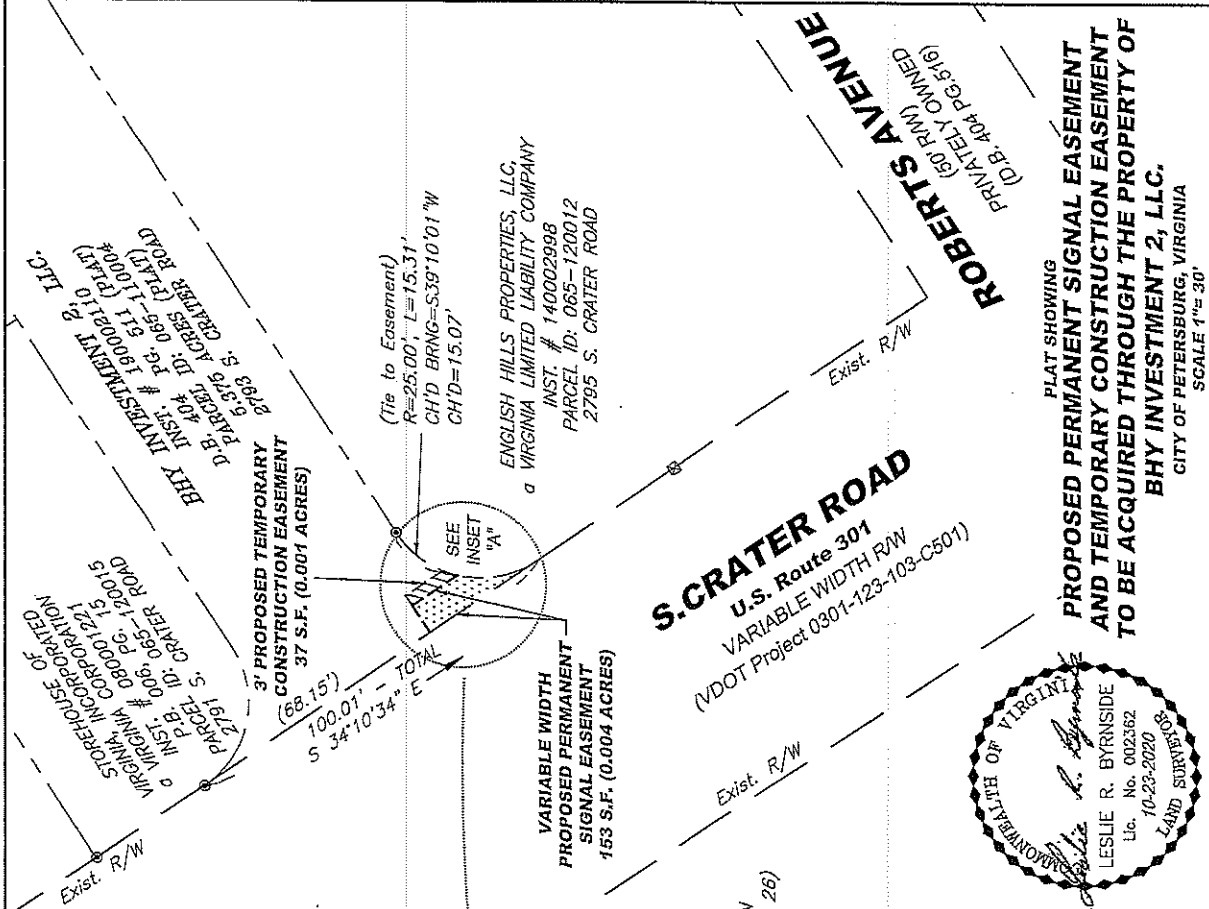 BHY INVESTMENT 2, LLC.
INST. # 190002110
D.B. 404 PG. 511 (PLAT)
PARCEL ID: 065-110004
5.375 ACRES (PLAT)
2793 S. CRATER ROAD
STOREHOUSE OF
VIRGINIA, INCORPORATED
a VIRGINIA CORPORATION
INST. # 080001221
P.B. 006, PG. 15
PARCEL ID: 065-120015
2791 S. CRATER ROAD
3' PROPOSED TEMPORARY
CONSTRUCTION EASEMENT
37 S.F. (0.001 ACRES)
(Tie to Easement)
R=25.00', L=15.31'
CH'D BRNG=S39°10'01"W
CH'D=15.07'
ENGLISH HILLS PROPERTIES, LLC,
a VIRGINIA LIMITED LIABILITY COMPANY
INST. # 140002998
PARCEL ID: 065-120012
2795 S. CRATER ROAD
SEE
INSET
"A"
(68.15')
100.01' - TOTAL
S 34°10'34" E
Exist. R/W
VARIABLE WIDTH
PROPOSED PERMANENT
SIGNAL EASEMENT
153 S.F. (0.004 ACRES)
Exist. R/W
S.CRATER ROAD
U.S. Route 301
VARIABLE WIDTH R/W
(VDOT Project 0301-123-103-C501)
Exist. R/W
ROBERTS AVENUE
(50' R/W)
PRIVATELY OWNED
(D.B. 404 PG.516)
26)
COMMONWEALTH OF VIRGINIA
Leslie R. Byrnside
LESLIE R. BYRNSIDE
Lic. No. 002362
10-23-2020
LAND SURVEYOR
PLAT SHOWING
PROPOSED PERMANENT SIGNAL EASEMENT
AND TEMPORARY CONSTRUCTION EASEMENT
TO BE ACQUIRED THROUGH THE PROPERTY OF
BHY INVESTMENT 2, LLC.
CITY OF PETERSBURG, VIRGINIA
SCALE 1"= 30'